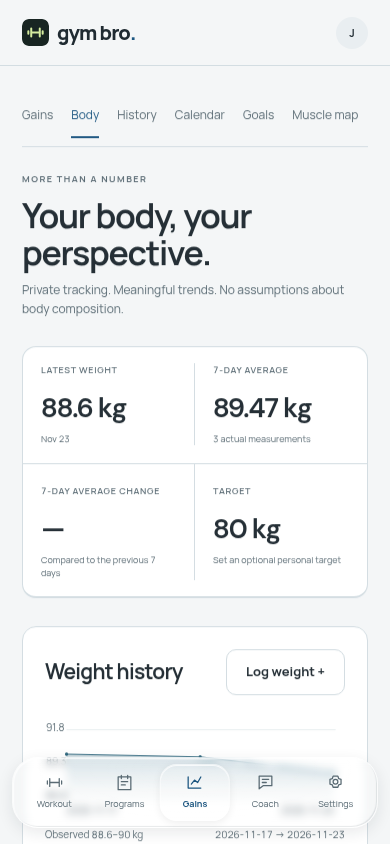 gym bro.
J
Gains Body History Calendar Goals Muscle map
MORE THAN A NUMBER
Your body, your
perspective.
Private tracking. Meaningful trends. No assumptions about
body composition.
LATEST WEIGHT
88.6 kg
Nov 23
7-DAY AVERAGE
89.47 kg
3 actual measurements
7-DAY AVERAGE CHANGE
—
Compared to the previous 7
days
TARGET
80 kg
Set an optional personal target
Weight history
Log weight +
91.8
Workout Programs Gains Coach Settings
Observed 88.6–90 kg
2026-11-17 → 2026-11-23